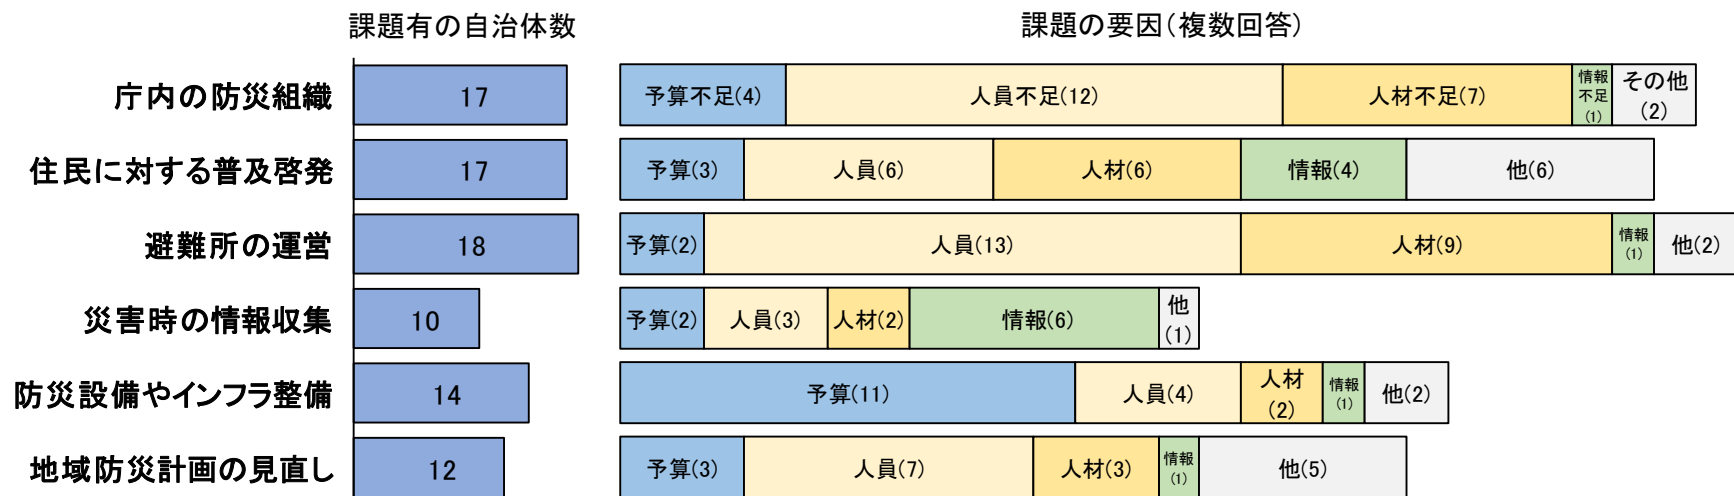 課題有の自治体数 課題の要因(複数回答)
庁内の防災組織 17 予算不足(4) 人員不足(12) 人材不足(7) 情報不足(1) その他(2)
住民に対する普及啓発 17 予算(3) 人員(6) 人材(6) 情報(4) 他(6)
避難所の運営 18 予算(2) 人員(13) 人材(9) 情報(1) 他(2)
災害時の情報収集 10 予算(2) 人員(3) 人材(2) 情報(6) 他(1)
防災設備やインフラ整備 14 予算(11) 人員(4) 人材(2) 情報(1) 他(2)
地域防災計画の見直し 12 予算(3) 人員(7) 人材(3) 情報(1) 他(5)